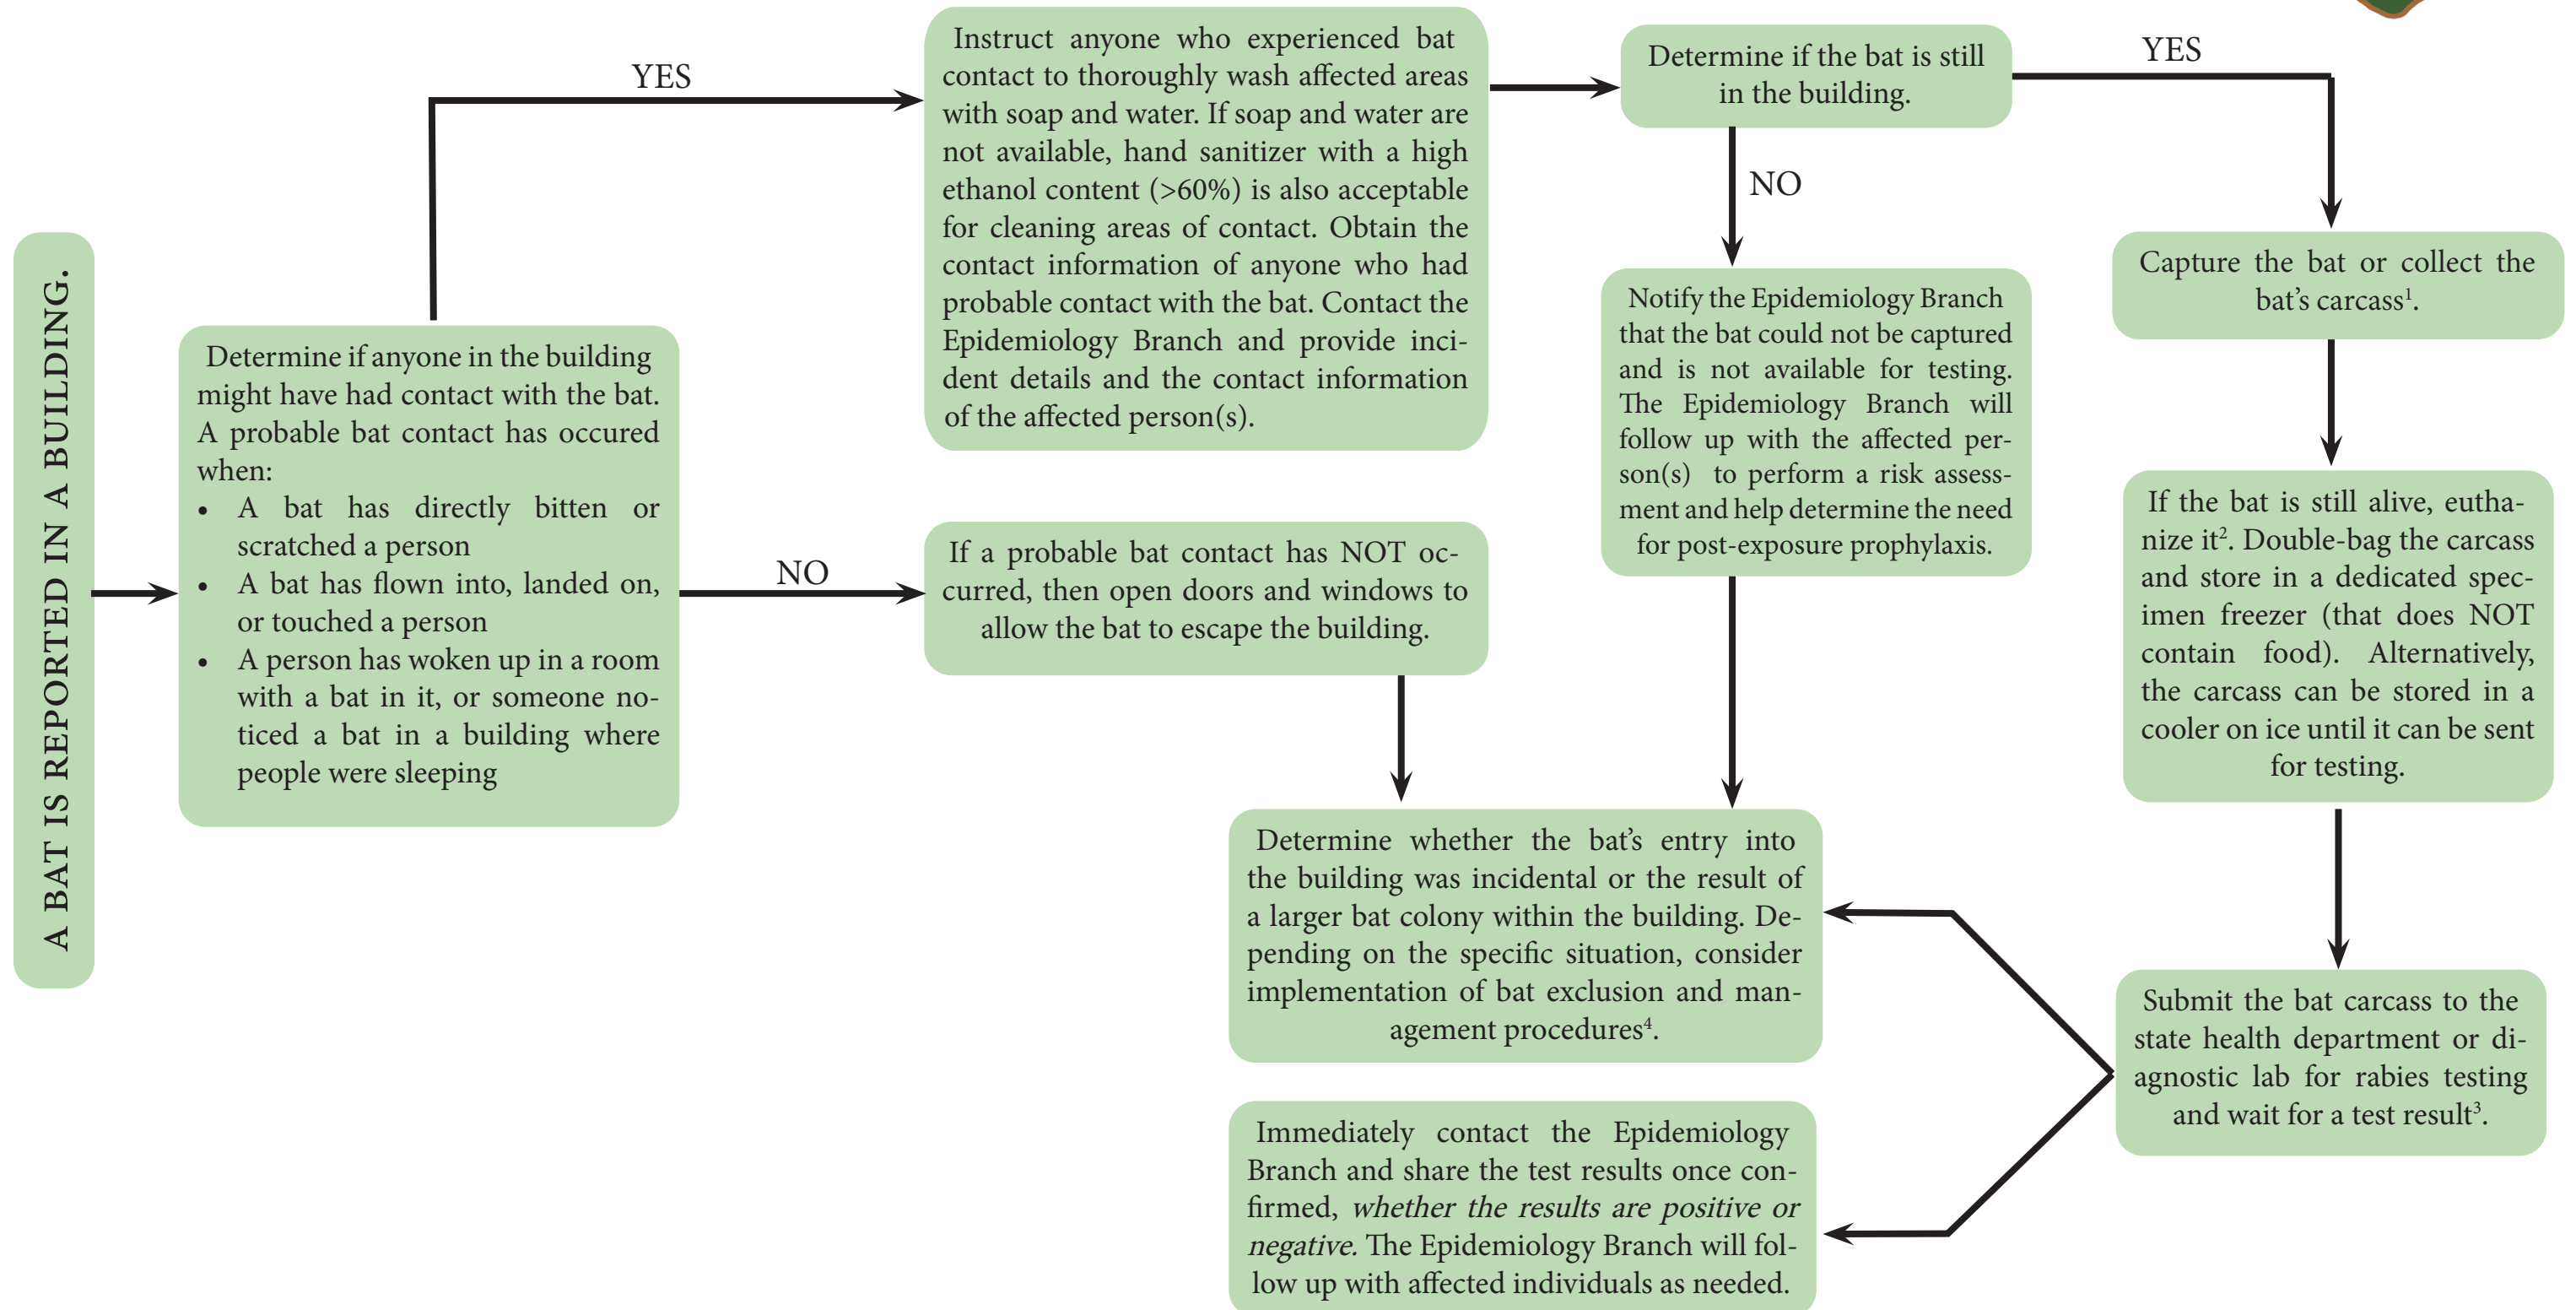 A BAT IS REPORTED IN A BUILDING.
Determine if anyone in the building
might have had contact with the bat.
A probable bat contact has occured
when:
• A bat has directly bitten or
scratched a person
• A bat has flown into, landed on,
or touched a person
• A person has woken up in a room
with a bat in it, or someone no-
ticed a bat in a building where
people were sleeping
YES
Instruct anyone who experienced bat
contact to thoroughly wash affected areas
with soap and water. If soap and water are
not available, hand sanitizer with a high
ethanol content (>60%) is also acceptable
for cleaning areas of contact. Obtain the
contact information of anyone who had
probable contact with the bat. Contact the
Epidemiology Branch and provide inci-
dent details and the contact information
of the affected person(s).
NO
If a probable bat contact has NOT oc-
curred, then open doors and windows to
allow the bat to escape the building.
Determine if the bat is still
in the building.
NO
Notify the Epidemiology Branch
that the bat could not be captured
and is not available for testing.
The Epidemiology Branch will
follow up with the affected per-
son(s) to perform a risk assess-
ment and help determine the need
for post-exposure prophylaxis.
YES
Capture the bat or collect the
bat's carcass¹.
If the bat is still alive, eutha-
nize it². Double-bag the carcass
and store in a dedicated spec-
imen freezer (that does NOT
contain food). Alternatively,
the carcass can be stored in a
cooler on ice until it can be sent
for testing.
Submit the bat carcass to the
state health department or di-
agnostic lab for rabies testing
and wait for a test result³.
Determine whether the bat's entry into
the building was incidental or the result of
a larger bat colony within the building. De-
pending on the specific situation, consider
implementation of bat exclusion and man-
agement procedures⁴.
Immediately contact the Epidemiology
Branch and share the test results once con-
firmed, whether the results are positive or
negative. The Epidemiology Branch will fol-
low up with affected individuals as needed.